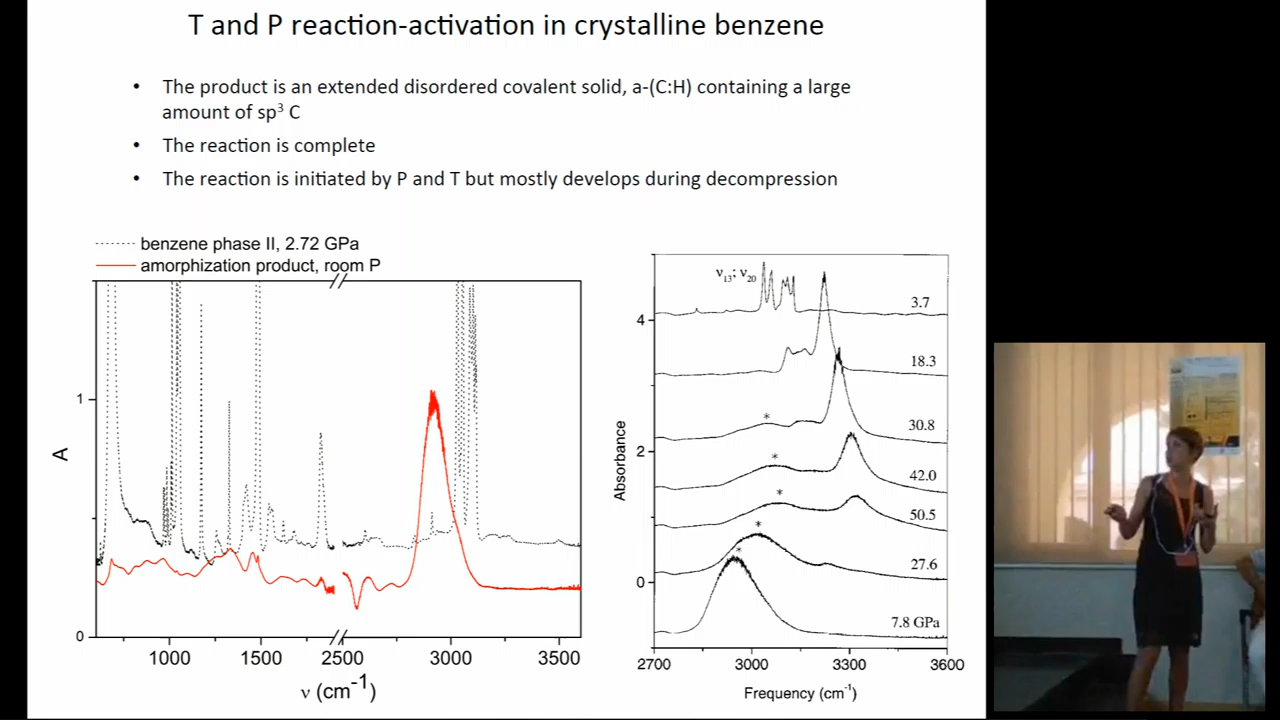 T and P reaction-activation in crystalline benzene
• The product is an extended disordered covalent solid, a-(C:H) containing a large
amount of sp³ C
• The reaction is complete
• The reaction is initiated by P and T but mostly develops during decompression
benzene phase II, 2.72 GPa
amorphization product, room P
A
1
0
1000 1500 2500 3000 3500
ν (cm⁻¹)
ν₁₃; ν₂₀
3.7
18.3
30.8
42.0
50.5
27.6
7.8 GPa
*
*
*
*
*
Absorbance
4
2
0
2700 3000 3300 3600
Frequency (cm⁻¹)